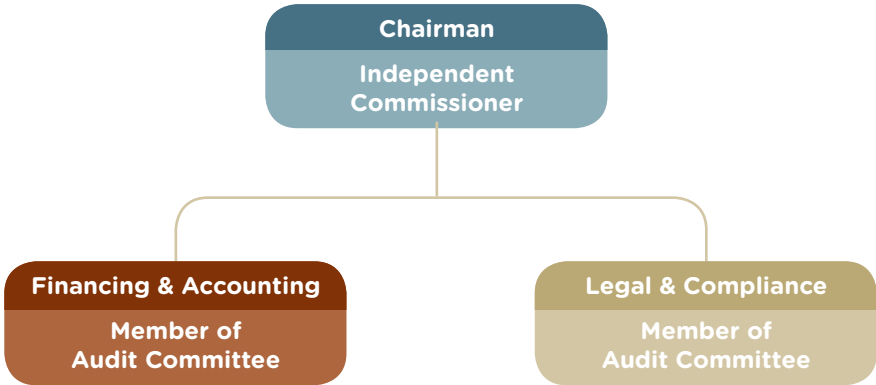 Chairman
Independent
Commissioner
Financing & Accounting
Member of
Audit Committee
Legal & Compliance
Member of
Audit Committee